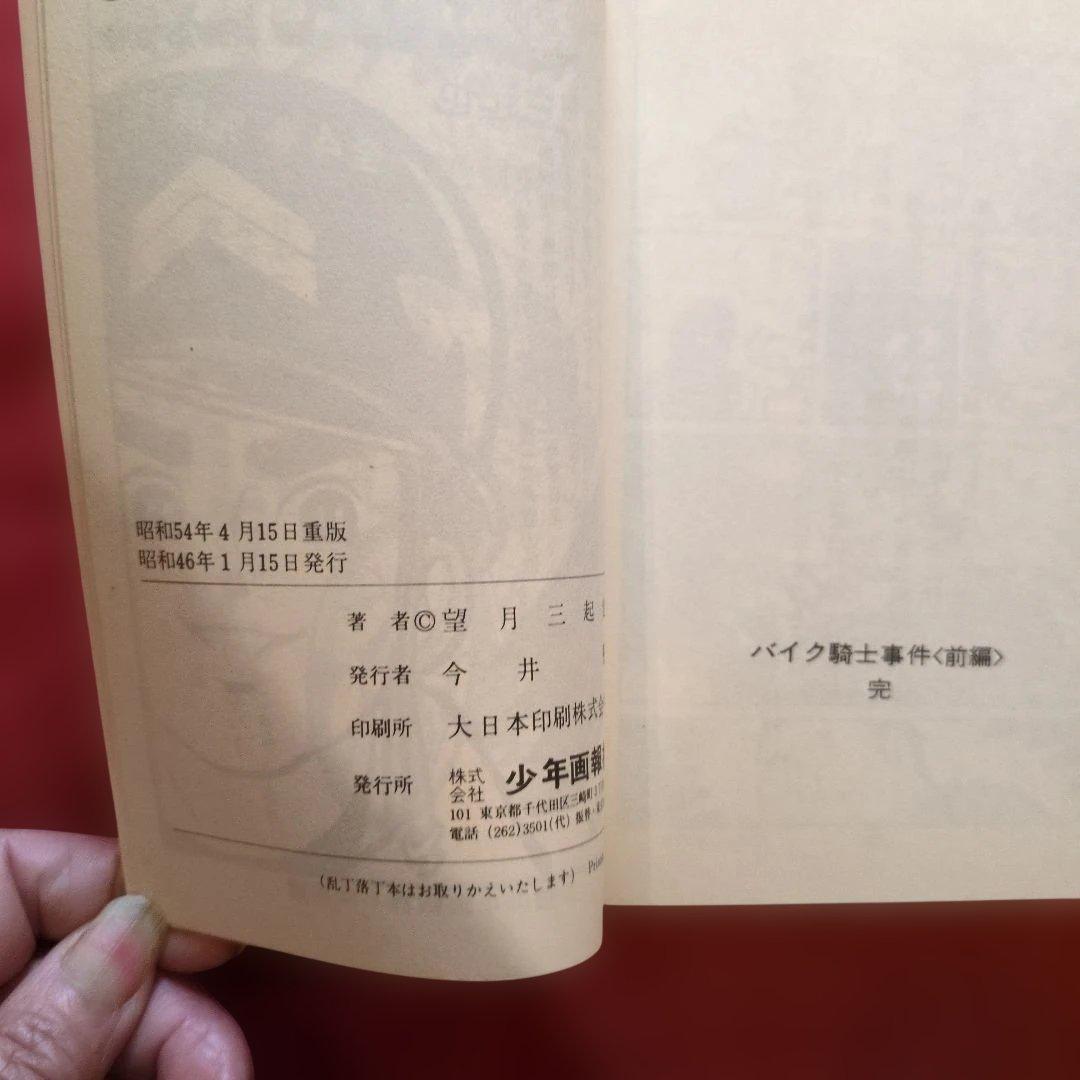 昭和54年4月15日重版
昭和46年1月15日発行
著 者©望 月 三 起
発行者 今 井
印刷所 大日本印刷株式会
発行所 株式会社 少年画報
101 東京都千代田区三崎町
電話 (262)3501(代) 振替・
(乱丁落丁本はお取りかえいたします) Prin
バイク騎士事件<前編>
完